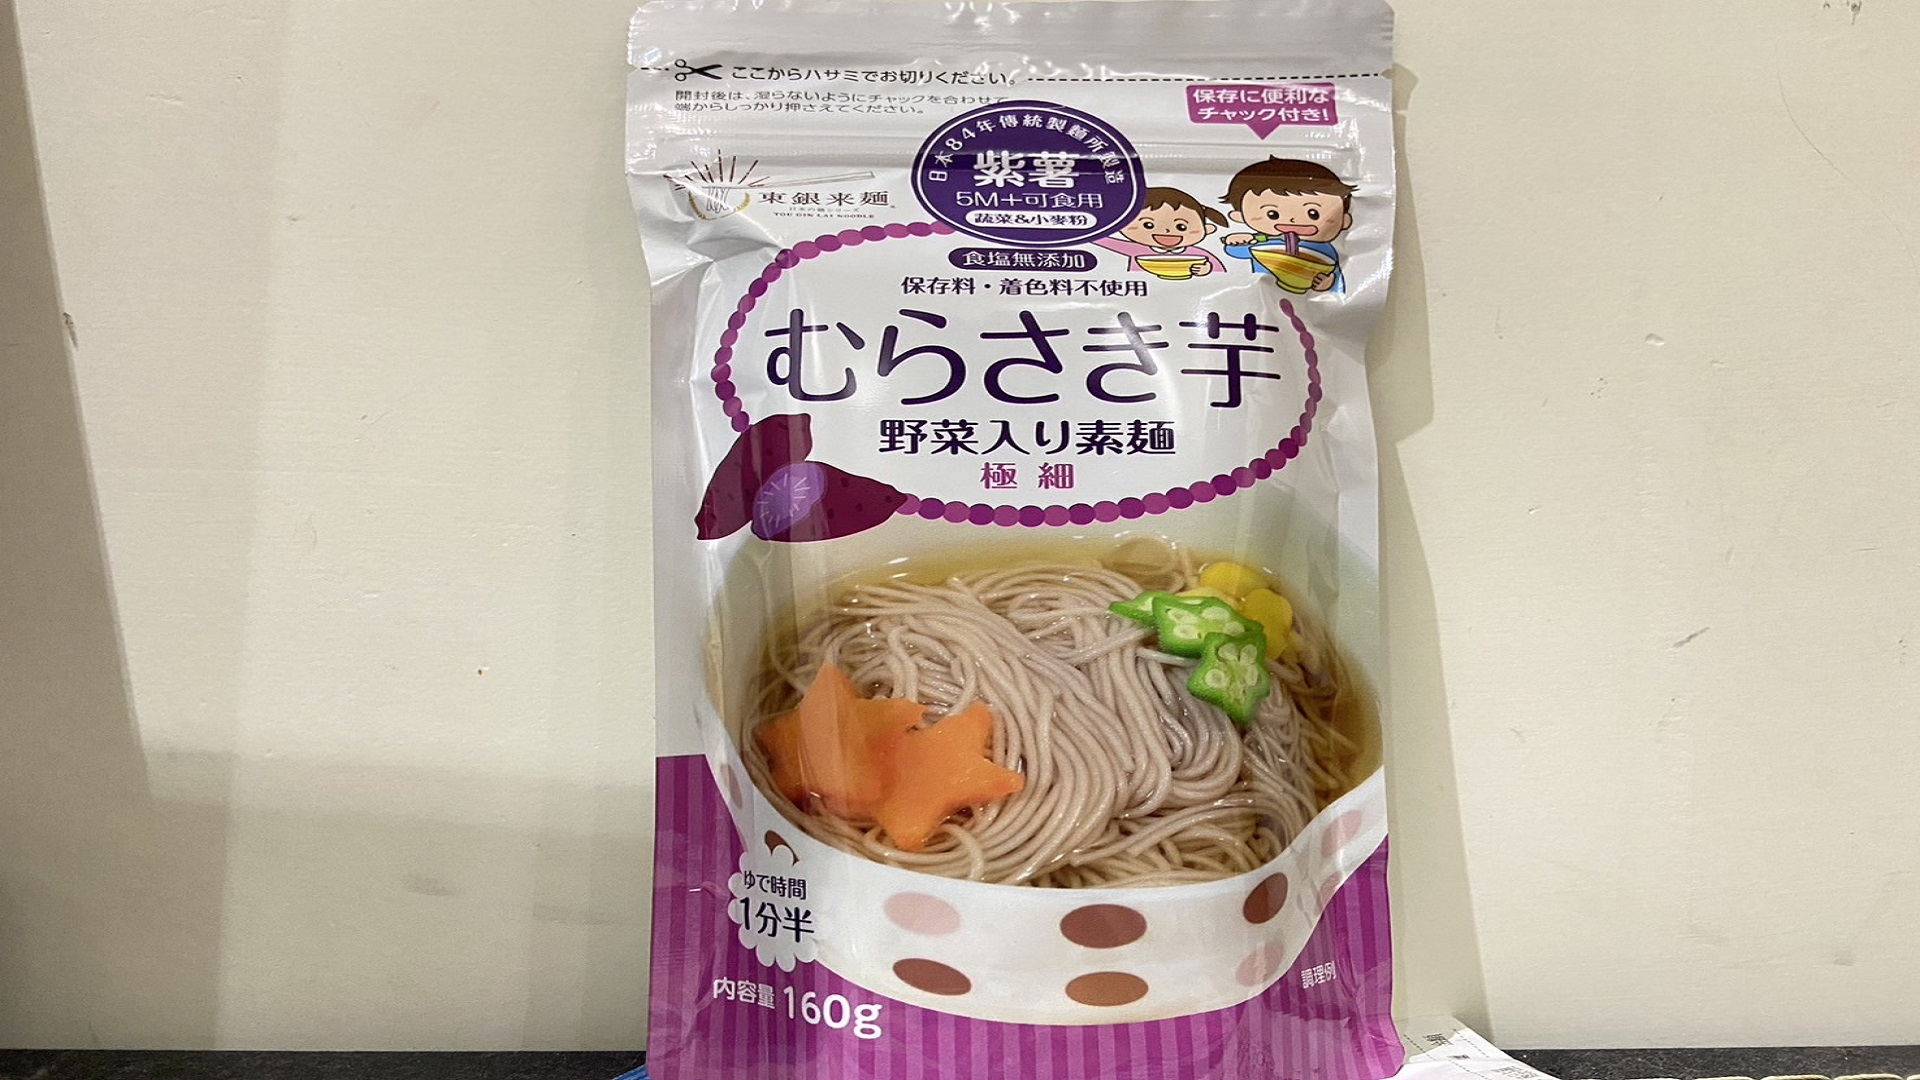 ここからハサミでお切りください。
開封後は、湿らないようにチャックを合わせて
端からしっかり押さえてください。
保存に便利な
チャック付き!
日本84年傳統製麵所製造
紫薯
5M+可食用
蔬菜&小麥粉
東銀来麺
TOU GIN LAI NOODLE
食塩無添加
保存料・着色料不使用
むらさき芋
野菜入り素麺
極細
ゆで時間
1分半
内容量 160g
調理例